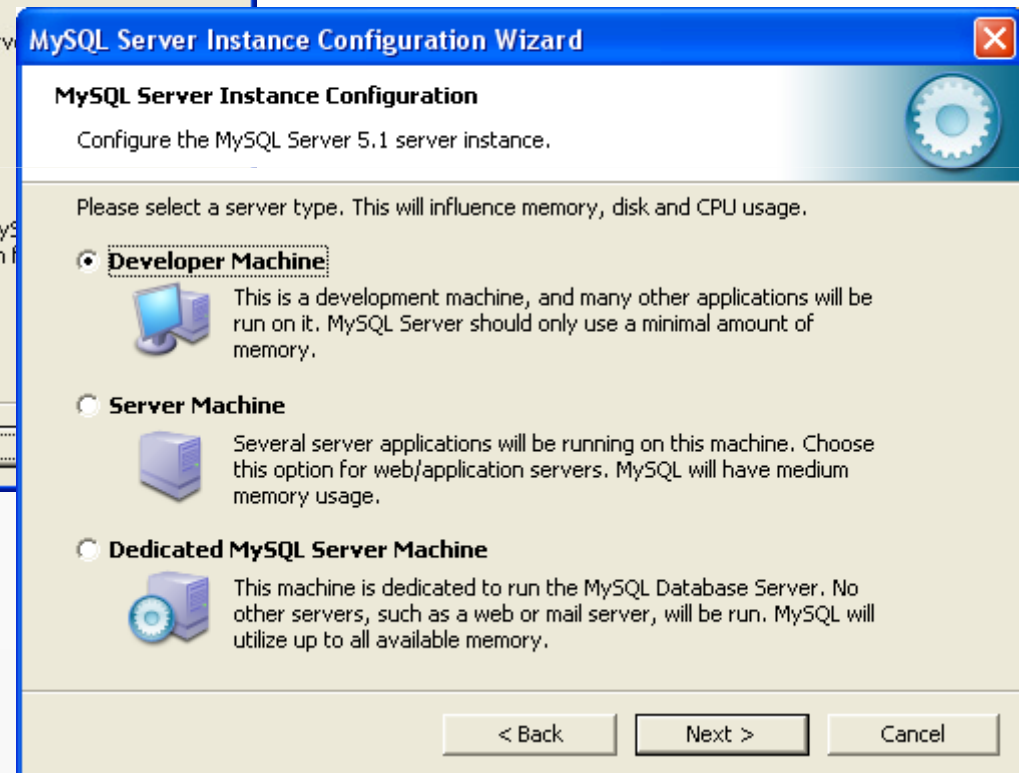 MySQL Server Instance Configuration Wizard
MySQL Server Instance Configuration
Configure the MySQL Server 5.1 server instance.
Please select a server type. This will influence memory, disk and CPU usage.
Developer Machine
This is a development machine, and many other applications will be
run on it. MySQL Server should only use a minimal amount of
memory.
Server Machine
Several server applications will be running on this machine. Choose
this option for web/application servers. MySQL will have medium
memory usage.
Dedicated MySQL Server Machine
This machine is dedicated to run the MySQL Database Server. No
other servers, such as a web or mail server, will be run. MySQL will
utilize up to all available memory.
< Back
Next >
Cancel